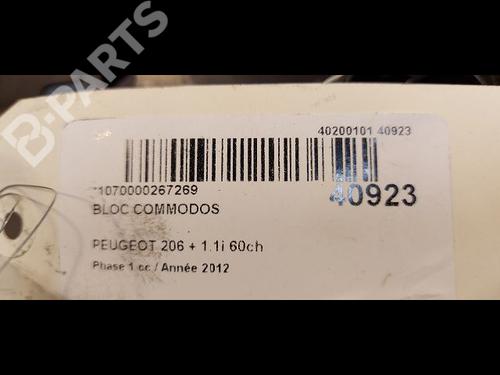 B-PARTS
40200101 40923
*1070000267269
40923
BLOC COMMODOS
PEUGEOT 206 + 1.1i 60ch
Phase 1 cc / Année 2012